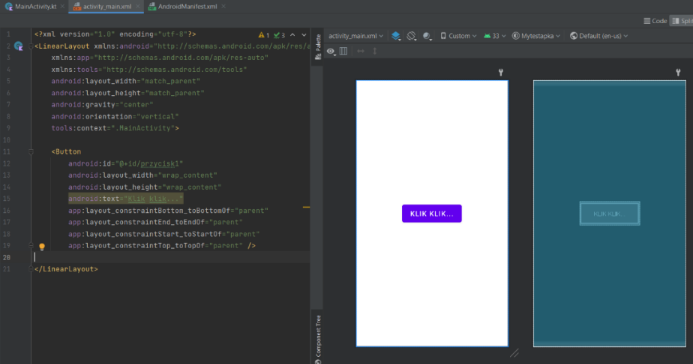 MainActivity.kt
activity_main.xml
AndroidManifest.xml
Code
Split
1 <?xml version="1.0" encoding="utf-8"?>
2 <LinearLayout xmlns:android="http://schemas.android.com/apk/res/a
3 xmlns:app="http://schemas.android.com/apk/res-auto"
4 xmlns:tools="http://schemas.android.com/tools"
5 android:layout_width="match_parent"
6 android:layout_height="match_parent"
7 android:gravity="center"
8 android:orientation="vertical"
9 tools:context=".MainActivity">
10
11 <Button
12 android:id="@+id/przycisk1"
13 android:layout_width="wrap_content"
14 android:layout_height="wrap_content"
15 android:text="Klik Klik..."
16 app:layout_constraintBottom_toBottomOf="parent"
17 app:layout_constraintEnd_toEndOf="parent"
18 app:layout_constraintStart_toStartOf="parent"
19 app:layout_constraintTop_toTopOf="parent" />
20
21 </LinearLayout>
1 3
Palette
Component Tree
activity_main.xml
Custom
33
Mytestapka
Default (en-us)
KLIK KLIK...
KLIK KLIK...